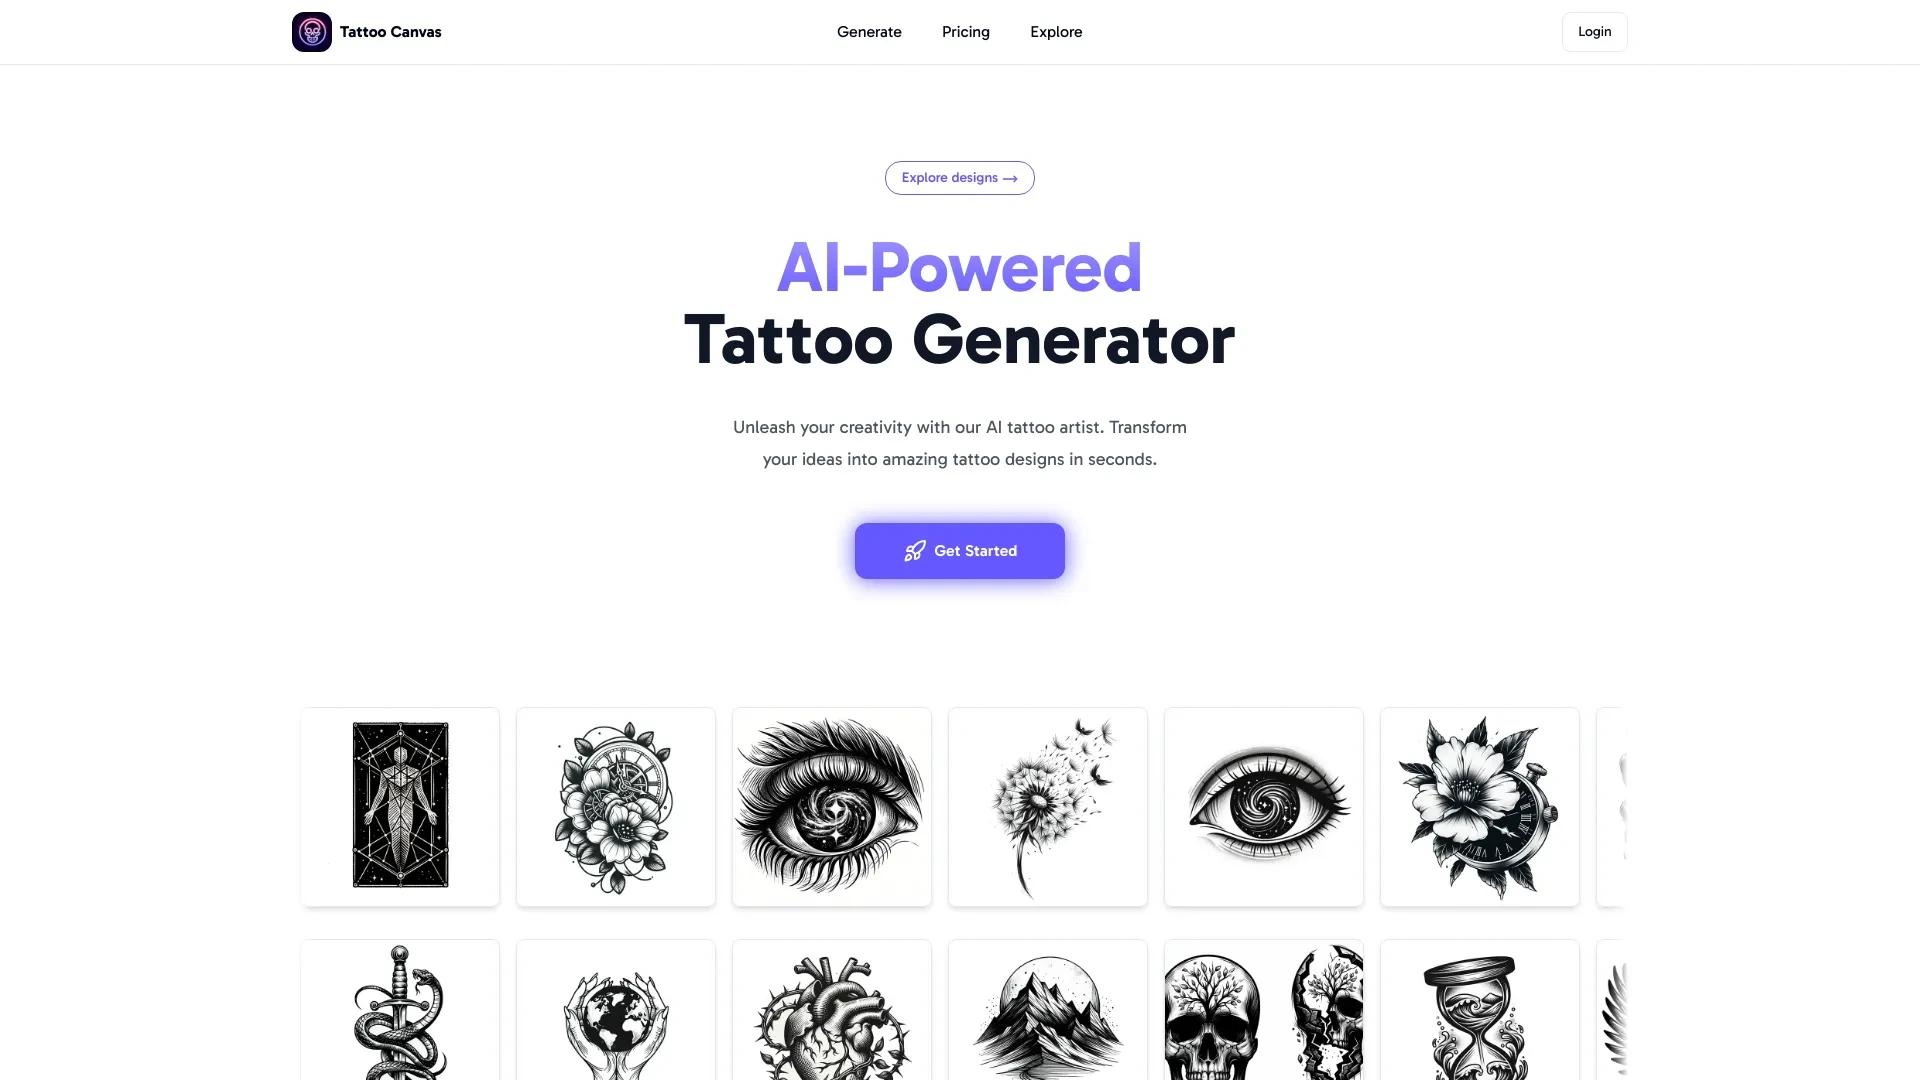 Tattoo Canvas
Generate
Pricing
Explore
Login
Explore designs →
AI-Powered
Tattoo Generator
Unleash your creativity with our AI tattoo artist. Transform
your ideas into amazing tattoo designs in seconds.
Get Started